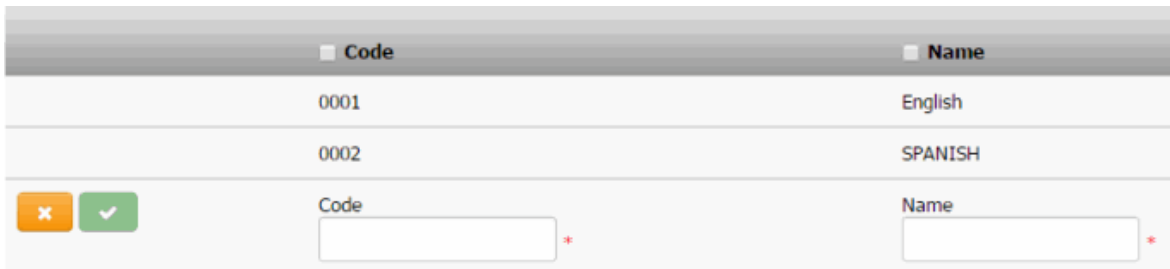 Code Name
0001 English
0002 SPANISH
Code Name
* *